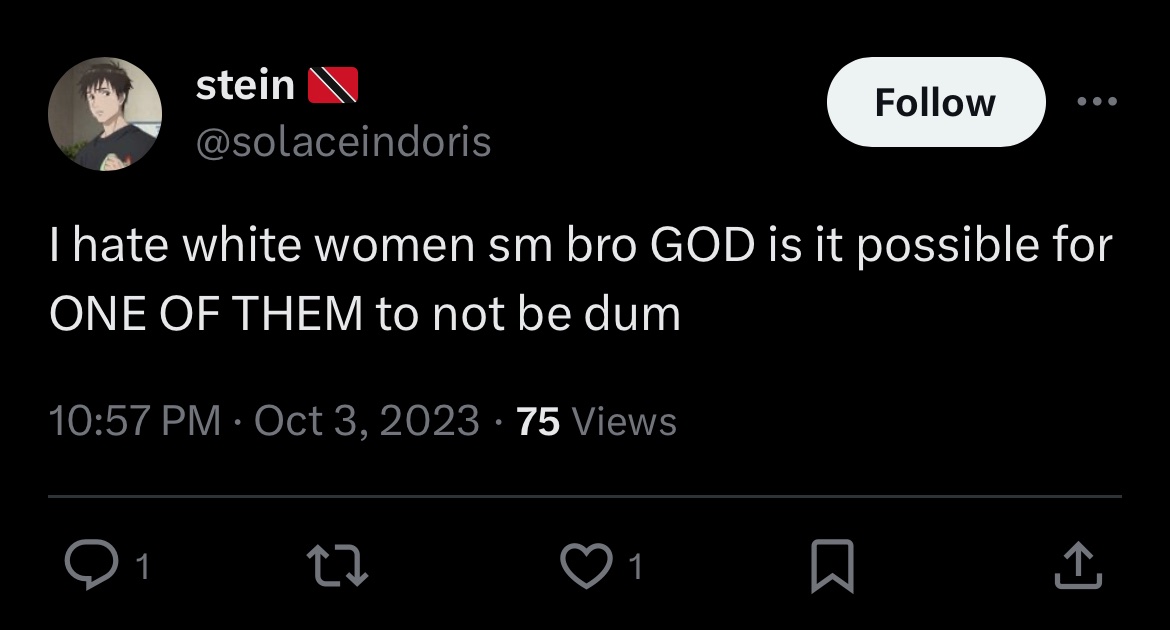 stein 🇹🇹
Follow
@solaceindoris
I hate white women sm bro GOD is it possible for
ONE OF THEM to not be dum
10:57 PM · Oct 3, 2023 · 75 Views
1
1